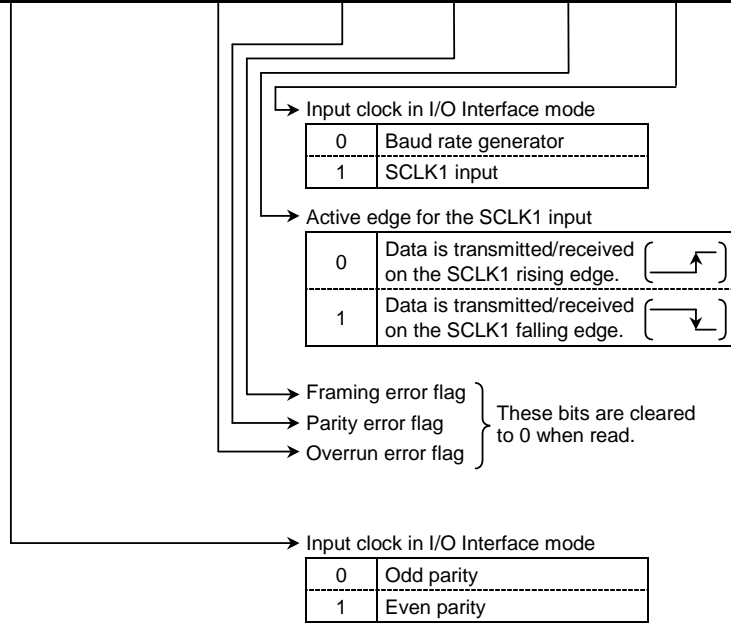 Input clock in I/O Interface mode
0 Baud rate generator
1 SCLK1 input
Active edge for the SCLK1 input
0 Data is transmitted/received
on the SCLK1 rising edge.
1 Data is transmitted/received
on the SCLK1 falling edge.
Framing error flag
Parity error flag
Overrun error flag
These bits are cleared
to 0 when read.
Input clock in I/O Interface mode
0 Odd parity
1 Even parity